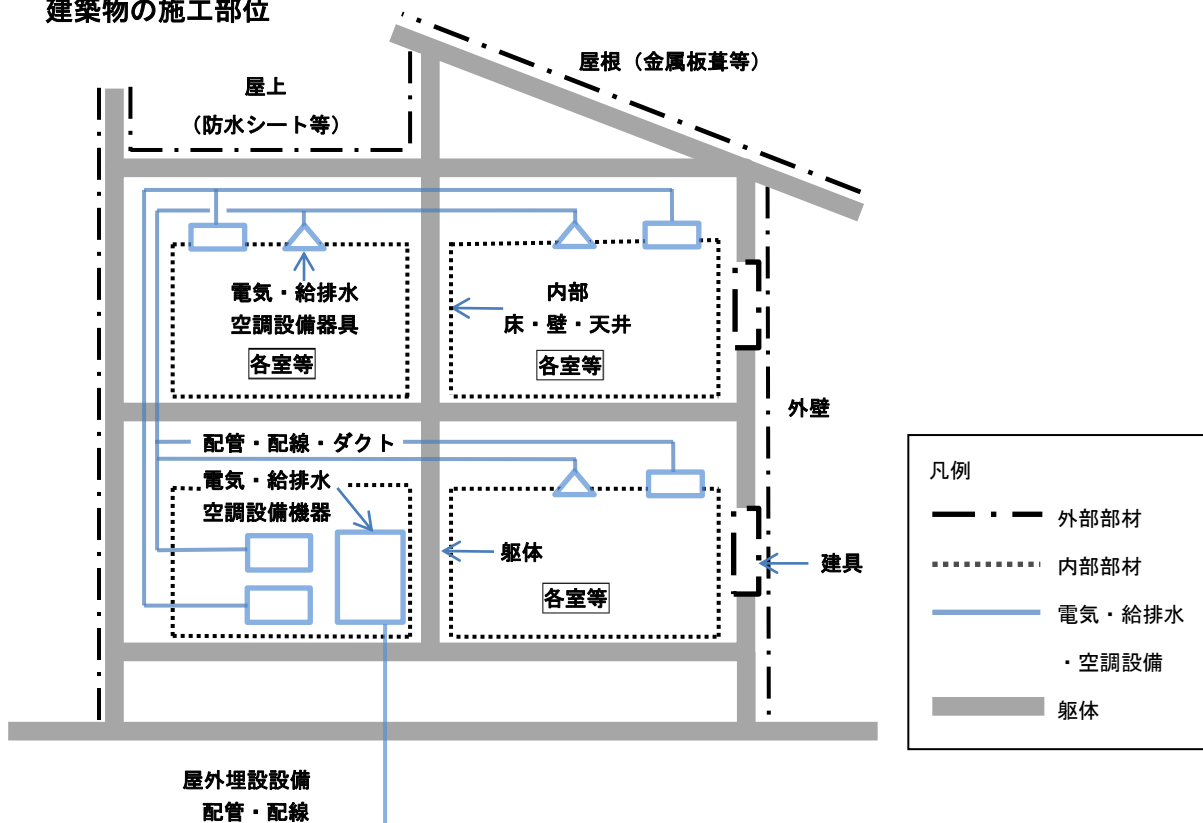 建築物の施工部位
屋根（金属板葺等）
屋上
（防水シート等）
電気・給排水
空調設備器具
各室等
内部
床・壁・天井
各室等
外壁
配管・配線・ダクト
電気・給排水
空調設備機器
躯体
各室等
建具
屋外埋設設備
配管・配線
凡例
外部部材
内部部材
電気・給排水
・空調設備
躯体